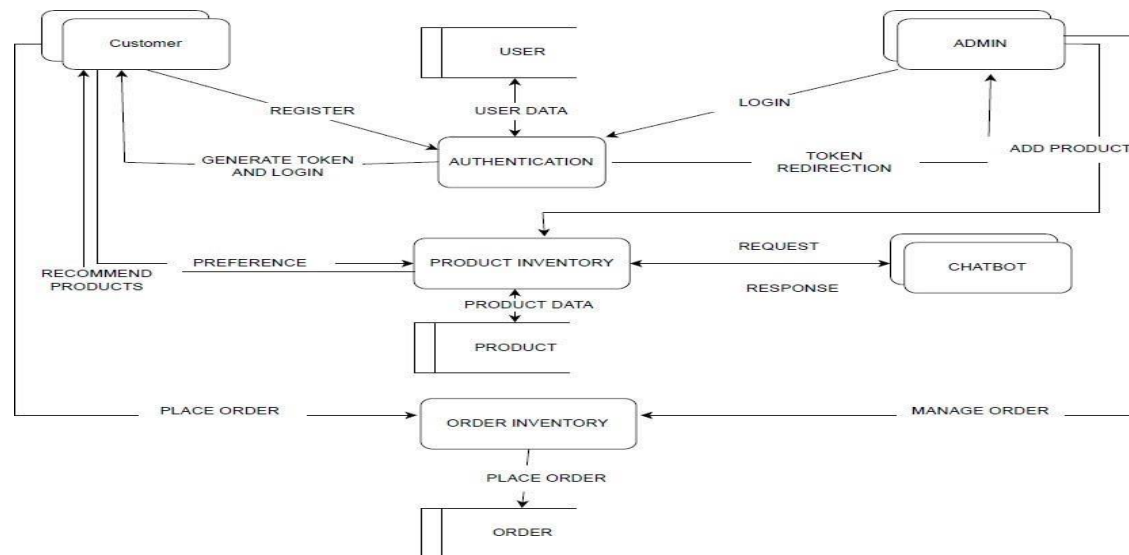 Customer
USER
ADMIN
REGISTER
USER DATA
LOGIN
GENERATE TOKEN
AND LOGIN
AUTHENTICATION
TOKEN
REDIRECTION
ADD PRODUCT
RECOMMEND
PRODUCTS
PREFERENCE
PRODUCT INVENTORY
REQUEST
RESPONSE
CHATBOT
PRODUCT DATA
PRODUCT
PLACE ORDER
ORDER INVENTORY
MANAGE ORDER
PLACE ORDER
ORDER